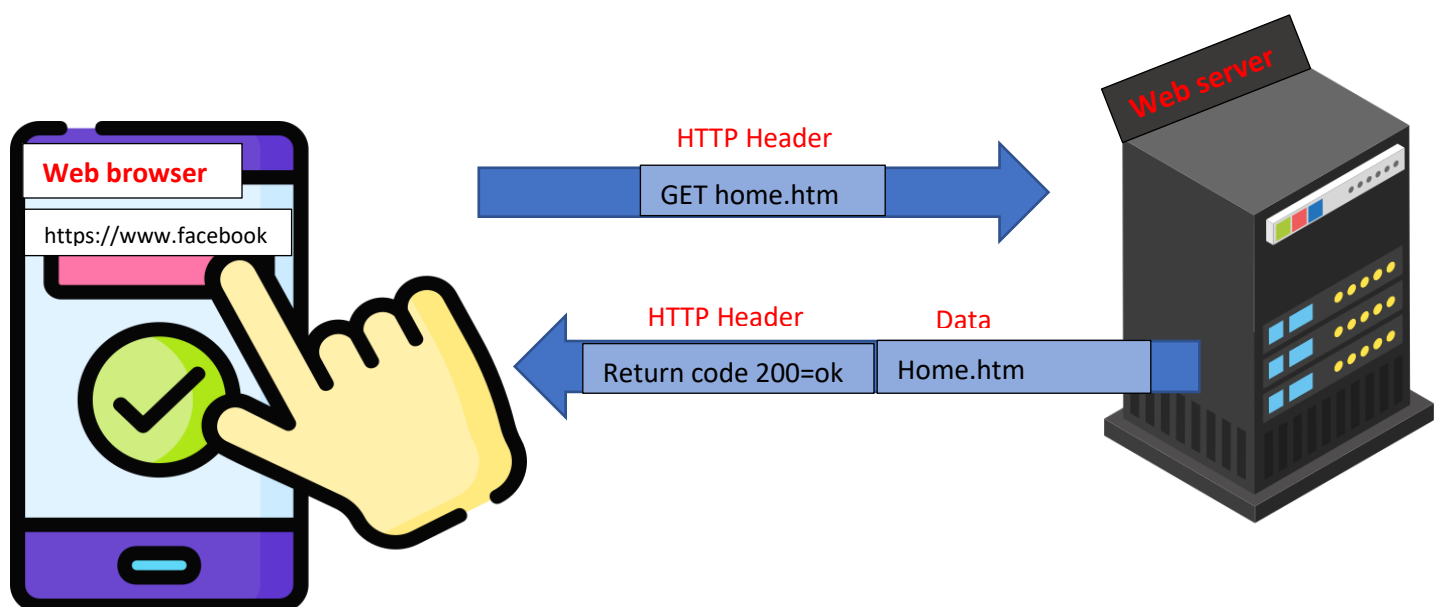 Web browser
https://www.facebook
HTTP Header
GET home.htm
Web server
HTTP Header
Data
Return code 200=ok
Home.htm